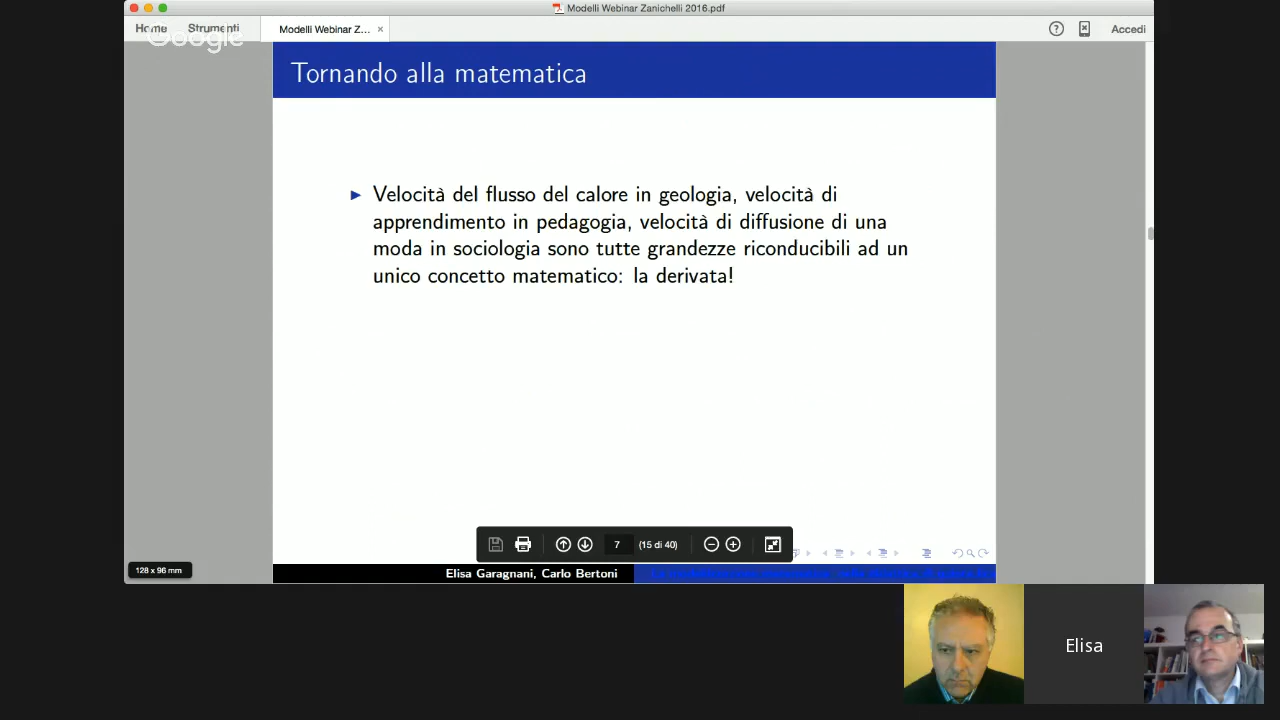 Modelli Webinar Zanichelli 2016.pdf
Home Strumenti Modelli Webinar Z... × Accedi
Google
Tornando alla matematica
Velocità del flusso del calore in geologia, velocità di
apprendimento in pedagogia, velocità di diffusione di una
moda in sociologia sono tutte grandezze riconducibili ad un
unico concetto matematico: la derivata!
7 (15 di 40)
128 x 96 mm
Elisa Garagnani, Carlo Bertoni
Elisa